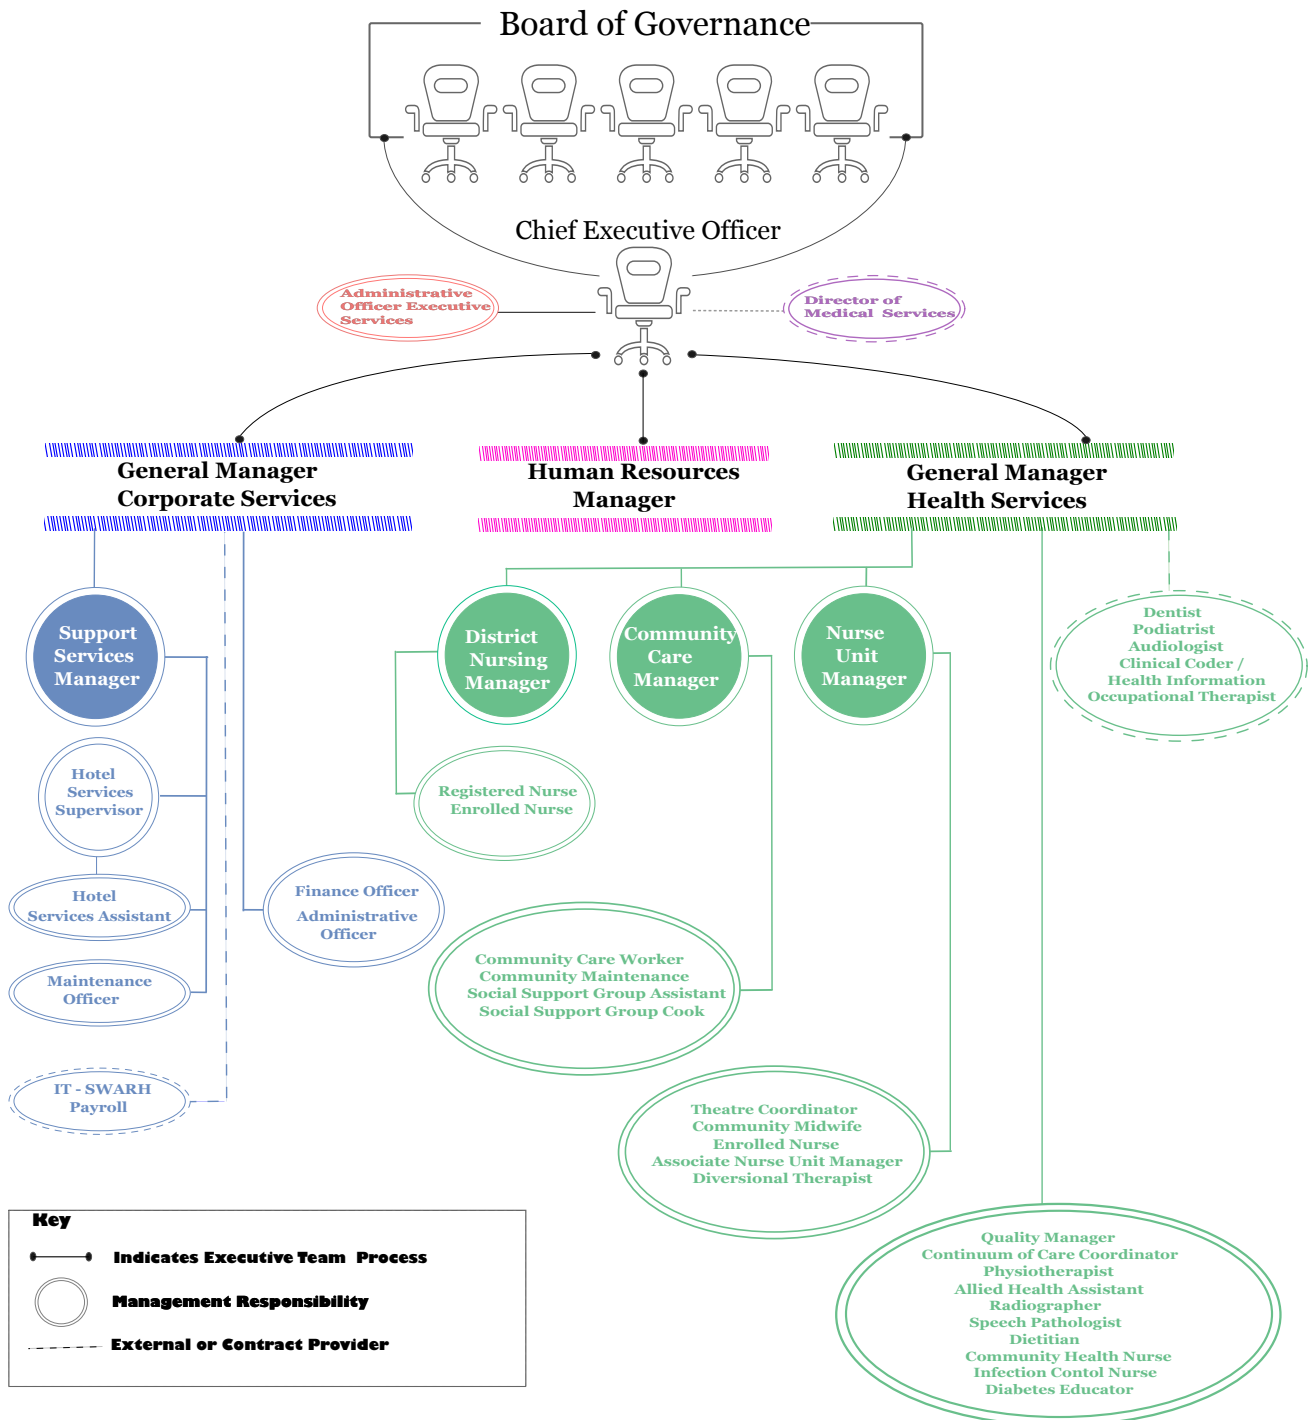 Board of Governance
Chief Executive Officer
Administrative
Officer Executive
Services
Director of
Medical Services
General Manager
Corporate Services
Human Resources
Manager
General Manager
Health Services
Support
Services
Manager
District
Nursing
Manager
Community
Care
Manager
Nurse
Unit
Manager
Dentist
Podiatrist
Audiologist
Clinical Coder /
Health Information
Occupational Therapist
Hotel
Services
Supervisor
Registered Nurse
Enrolled Nurse
Hotel
Services Assistant
Finance Officer
Administrative
Officer
Maintenance
Officer
Community Care Worker
Community Maintenance
Social Support Group Assistant
Social Support Group Cook
IT - SWARH
Payroll
Theatre Coordinator
Community Midwife
Enrolled Nurse
Associate Nurse Unit Manager
Diversional Therapist
Quality Manager
Continuum of Care Coordinator
Physiotherapist
Allied Health Assistant
Radiographer
Speech Pathologist
Dietitian
Community Health Nurse
Infection Contol Nurse
Diabetes Educator
Key
Indicates Executive Team Process
Management Responsibility
External or Contract Provider